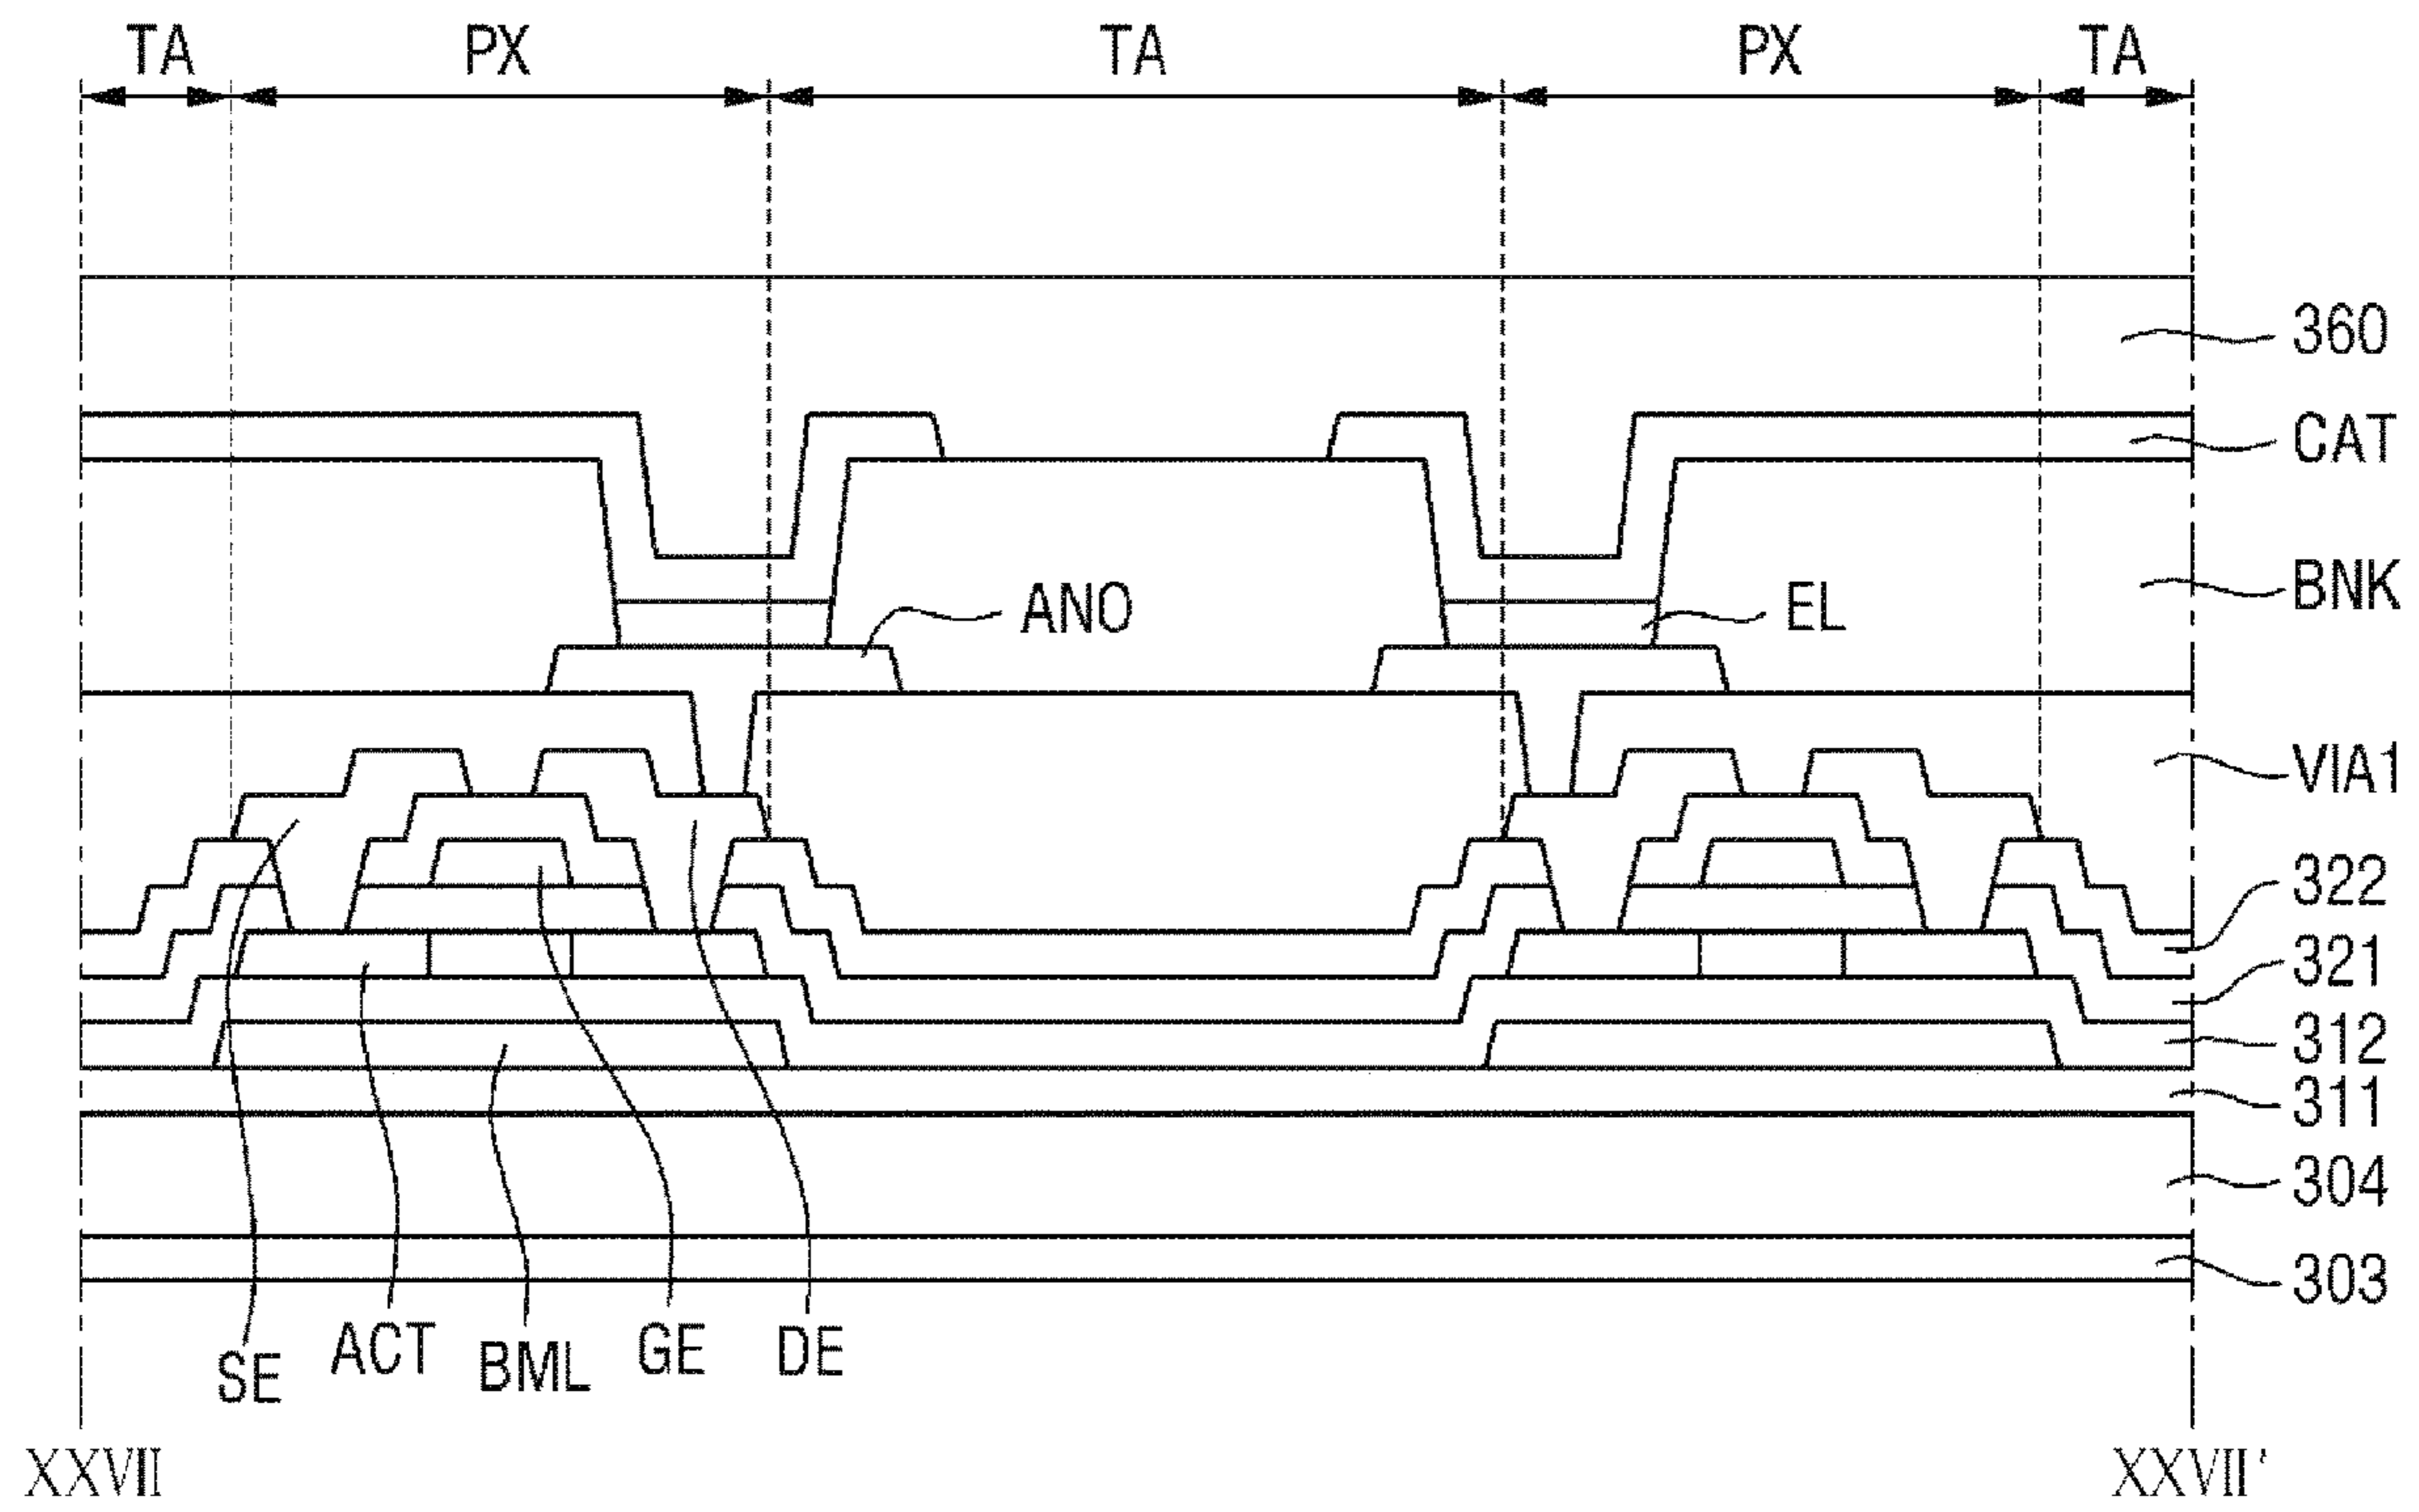 TA PX TA PX TA
360
CAT
BNK
ANO
EL
VIA1
322
321
312
311
304
303
SE ACT BML GE DE
XXVII XXVII'